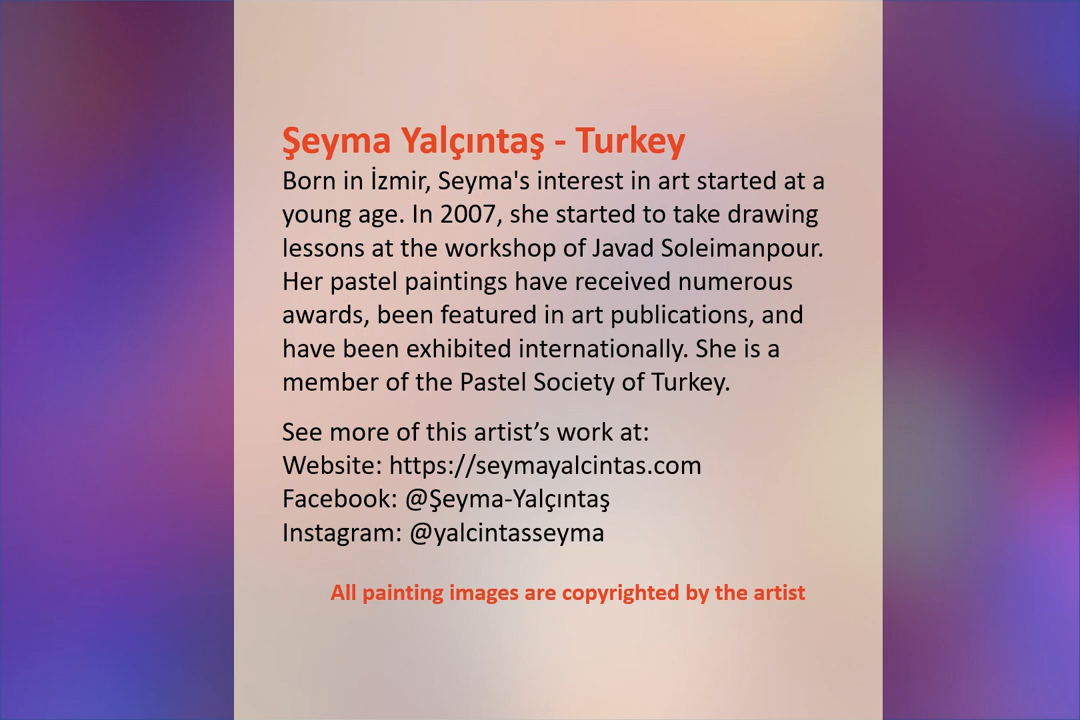 Şeyma Yalçıntaş - Turkey
Born in İzmir, Seyma's interest in art started at a
young age. In 2007, she started to take drawing
lessons at the workshop of Javad Soleimanpour.
Her pastel paintings have received numerous
awards, been featured in art publications, and
have been exhibited internationally. She is a
member of the Pastel Society of Turkey.
See more of this artist’s work at:
Website: https://seymayalcintas.com
Facebook: @Şeyma-Yalçıntaş
Instagram: @yalcintasseyma
All painting images are copyrighted by the artist